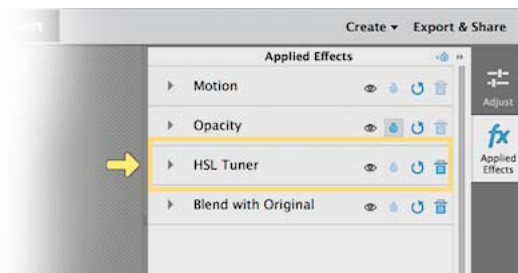 Create Export & Share
Applied Effects
Motion
Adjust
Opacity
fx
Applied
Effects
HSL Tuner
Blend with Original